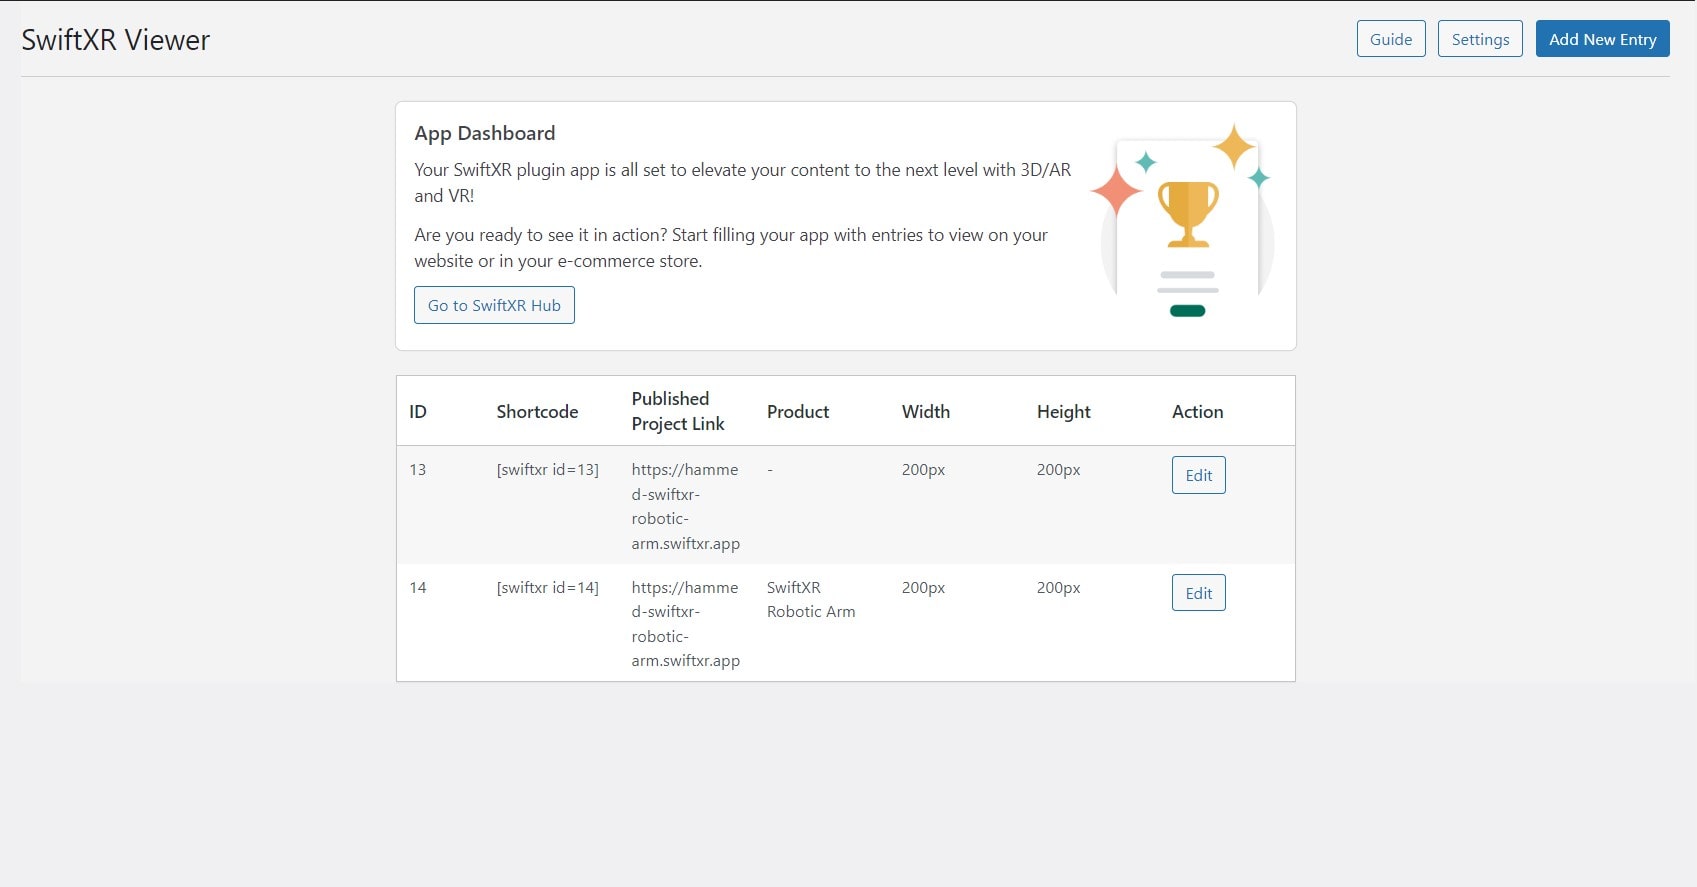 SwiftXR Viewer
Guide
Settings
Add New Entry
App Dashboard
Your SwiftXR plugin app is all set to elevate your content to the next level with 3D/AR
and VR!
Are you ready to see it in action? Start filling your app with entries to view on your
website or in your e-commerce store.
Go to SwiftXR Hub
ID
Shortcode
Published
Project Link
Product
Width
Height
Action
13
[swiftxr id=13]
https://hamme
d-swiftxr-
robotic-
arm.swiftxr.app
-
200px
200px
Edit
14
[swiftxr id=14]
https://hamme
d-swiftxr-
robotic-
arm.swiftxr.app
SwiftXR
Robotic Arm
200px
200px
Edit